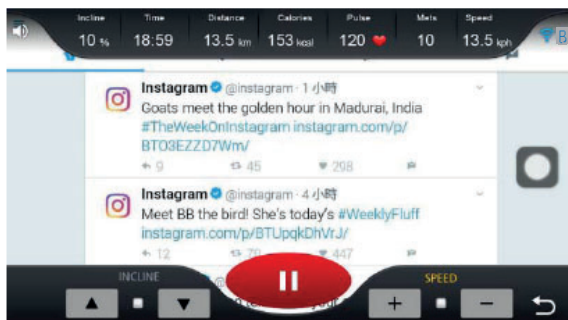 Incline Time Distance Calories Pulse Mets Speed
10 % 18:59 13.5 km 153 kcal 120 10 13.5 kph
B
Instagram @instagram · 1 小時
Goats meet the golden hour in Madurai, India
#TheWeekOnInstagram instagram.com/p/
BTO3EZZD7Wm/
9 45 298
Instagram @instagram · 4 小時
Meet BB the bird! She's today's #WeeklyFluff
instagram.com/p/BTUpqkDhVrJ/
12 447
INCLINE SPEED